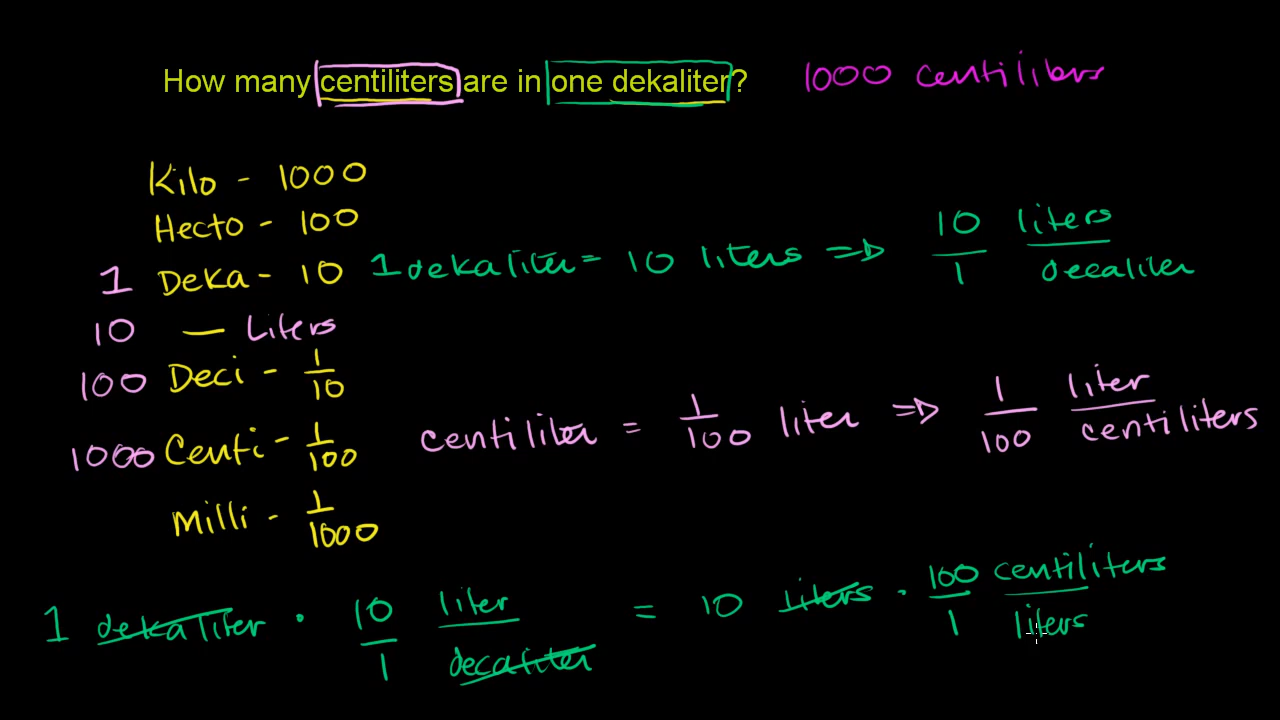 How many centiliters are in one dekaliter? 1000 centiliters
Kilo - 1000
Hecto - 100
1 Deka - 10 1 dekaliter = 10 liters ⇒ 10/1 liters/decaliter
10 — Liters
100 Deci - 1/10
1000 Centi - 1/100 centiliter = 1/100 liter ⇒ 1/100 liter/centiliters
Milli - 1/1000
1 dekaliter · 10/1 liter/decaliter = 10 liters · 100/1 centiliters/liters